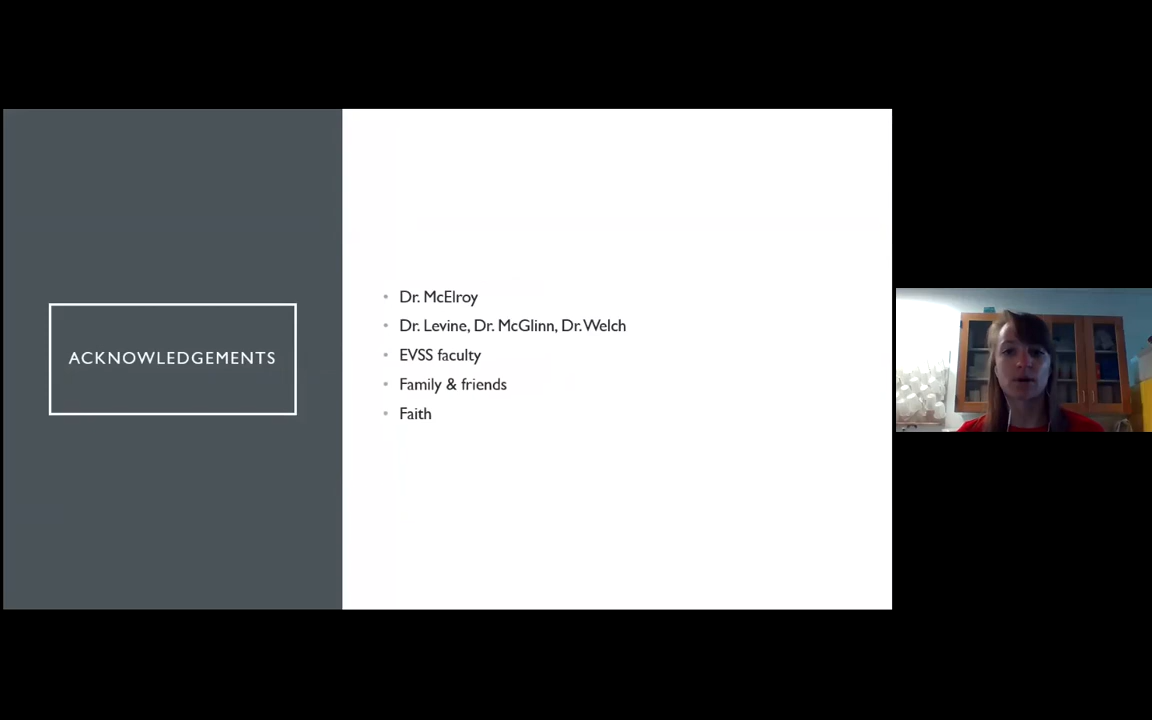 ACKNOWLEDGEMENTS
• Dr. McElroy
• Dr. Levine, Dr. McGlinn, Dr. Welch
• EVSS faculty
• Family & friends
• Faith